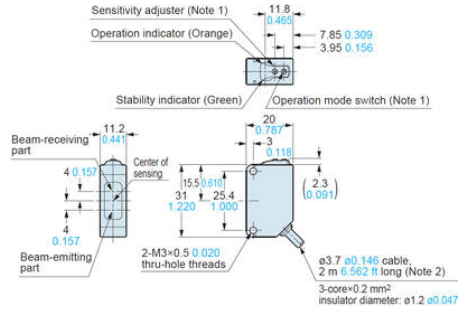 Sensitivity adjuster (Note 1)
11.8
0.465
Operation indicator (Orange)
7.85 0.309
3.95 0.156
Stability indicator (Green)
Operation mode switch (Note 1)
11.2
0.441
20
0.787
3
0.118
Beam-receiving
part
Center of
sensing
4 0.157
4
0.157
15.5 0.610
31
1.220
25.4
1.000
(2.3
0.091)
Beam-emitting
part
2-M3×0.5 0.020
thru-hole threads
ø3.7 ø0.146 cable,
2 m 6.562 ft long (Note 2)
3-core×0.2 mm²
insulator diameter: ø1.2 ø0.047